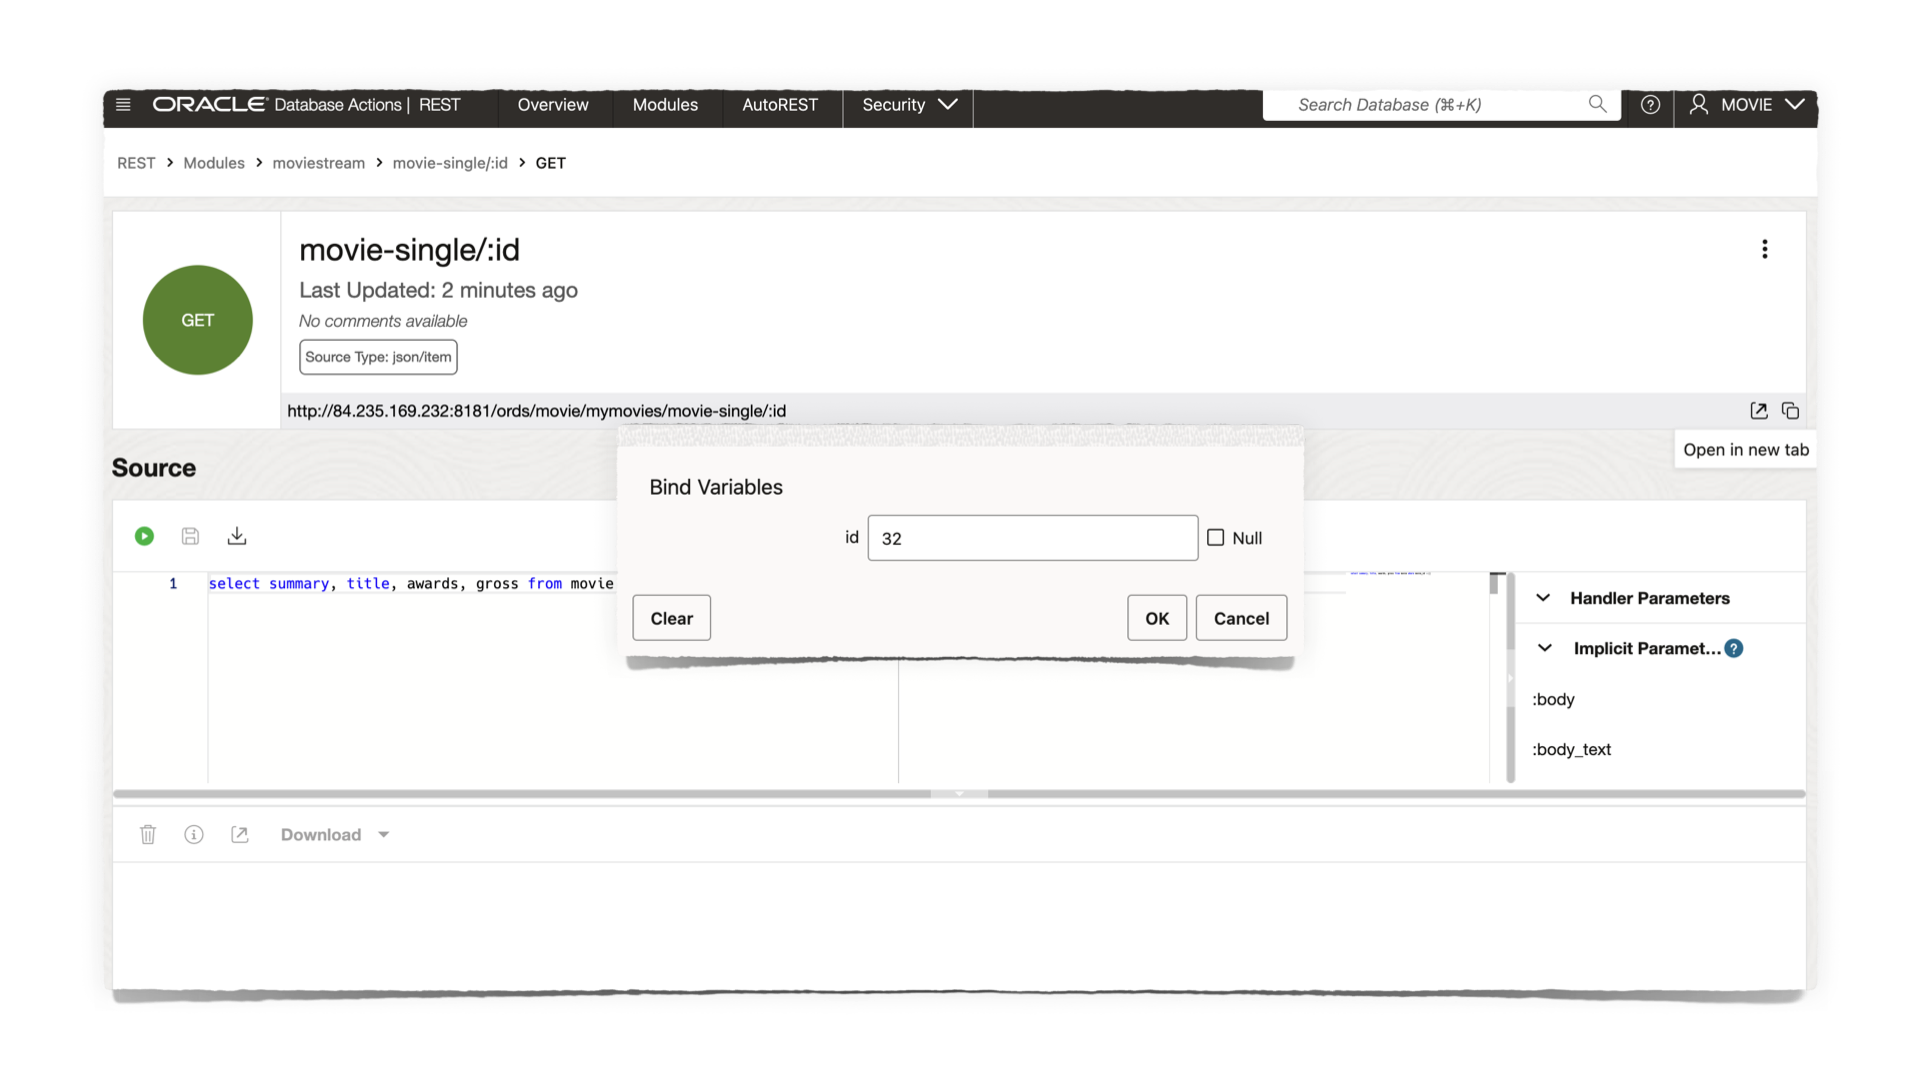 ORACLE Database Actions | REST Overview Modules AutoREST Security Search Database (⌘+K) ? MOVIE
REST > Modules > moviestream > movie-single/:id > GET
GET
movie-single/:id
Last Updated: 2 minutes ago
No comments available
Source Type: json/item
http://84.235.169.232:8181/ords/movie/mymovies/movie-single/:id
Open in new tab
Source
Bind Variables
id 32 Null
Clear OK Cancel
1 select summary, title, awards, gross from movie
Handler Parameters
Implicit Paramet... ?
:body
:body_text
Download